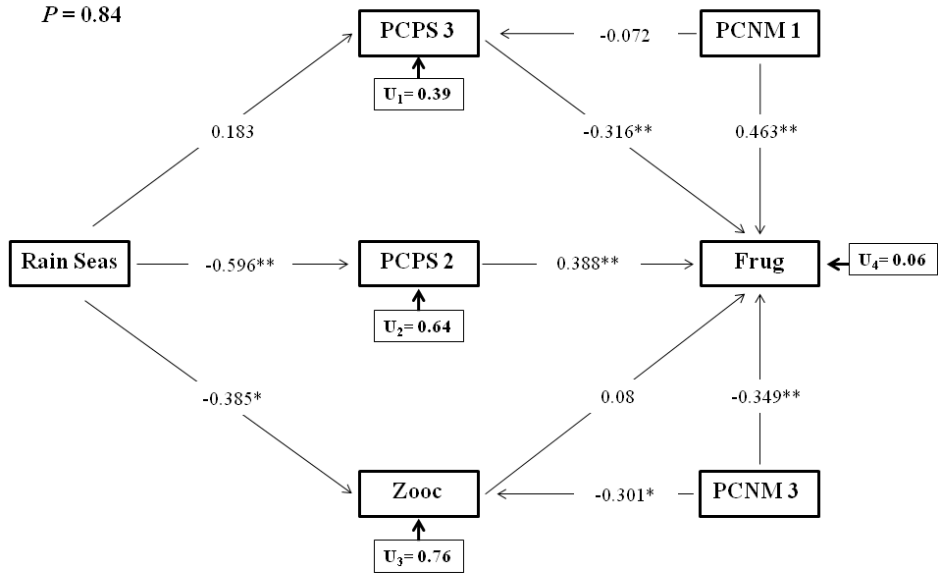 P = 0.84
PCPS 3
-0.072
PCNM 1
U1= 0.39
0.183
-0.316**
0.463**
Rain Seas
-0.596**
PCPS 2
0.388**
Frug
U4= 0.06
U2= 0.64
-0.385*
0.08
-0.349**
Zooc
-0.301*
PCNM 3
U3= 0.76